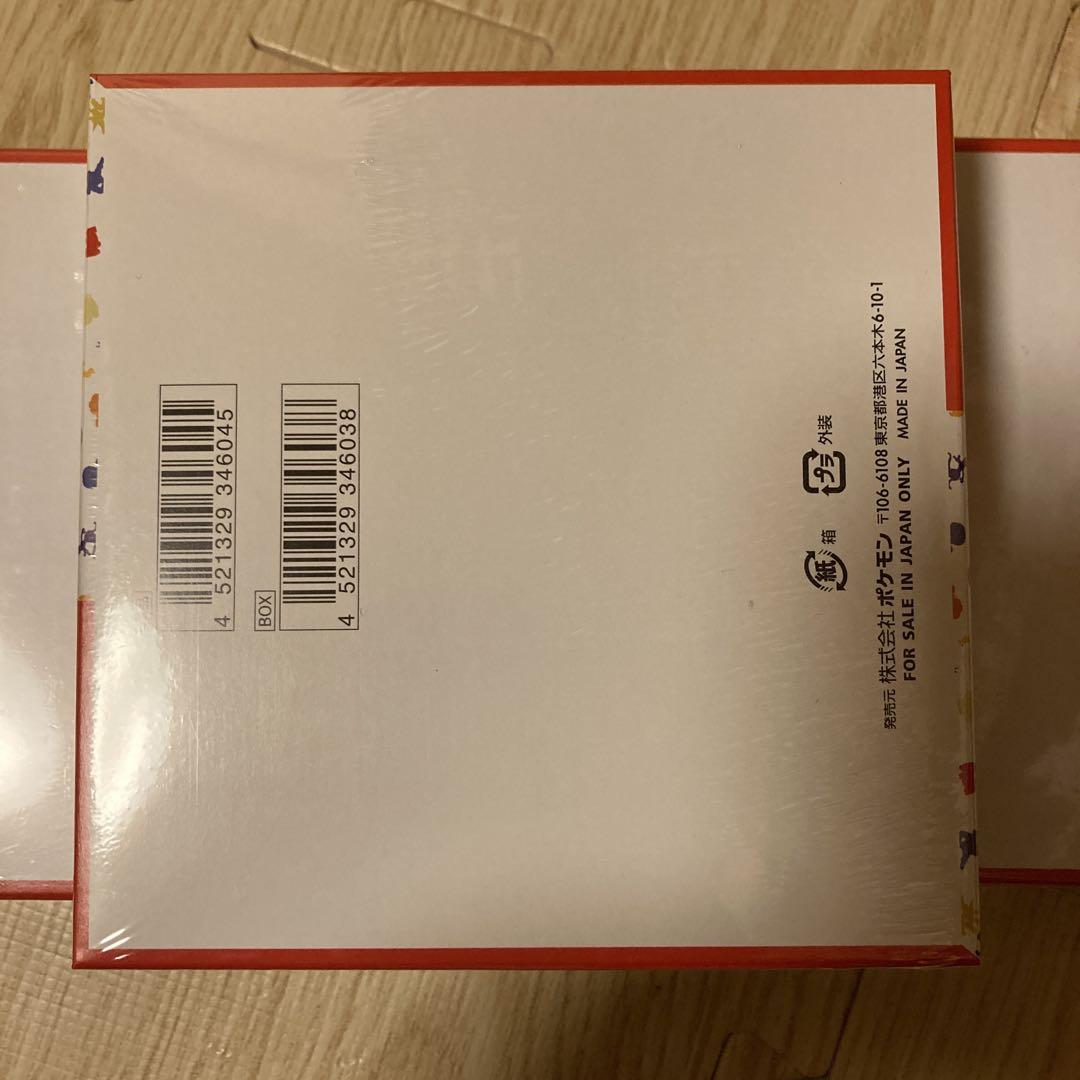 4 521329 346045
BOX
4 521329 346038
プラ 外装
紙 箱
発売元 株式会社 ポケモン 〒106-6108 東京都港区六本木6-10-1
FOR SALE IN JAPAN ONLY MADE IN JAPAN